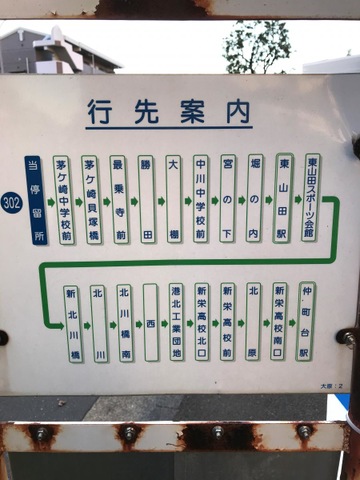 行先案内
302
当停留所
茅ケ崎中学校前
茅ケ崎貝塚橋
最乗寺前
勝田
大棚
中川中学校前
宮の下
堀の内
東山田駅
東山田スポーツ会館
新北川橋
北川
北川橋南
西
港北工業団地
新栄高校北口
新栄高校前
北原
新栄高校南口
仲町台駅
大原:2